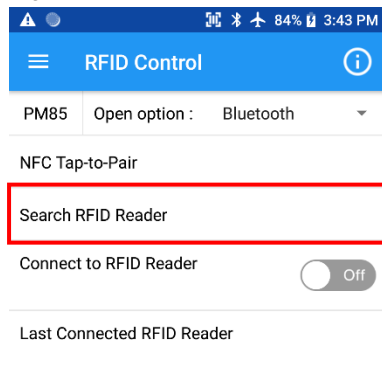 84% 3:43 PM
RFID Control
PM85 Open option : Bluetooth
NFC Tap-to-Pair
Search RFID Reader
Connect to RFID Reader Off
Last Connected RFID Reader